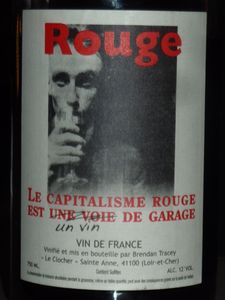 Rouge
LE CAPITALISME ROUGE
EST UNE VOIE DE GARAGE
un vin
VIN DE FRANCE
Vinifié et mis en bouteille par Brendan Tracey
« Le Clocher » Sainte Anne, 41100 (Loir-et-Cher)
750 ML.
Contient Sulfites
ALC. 12% VOL.